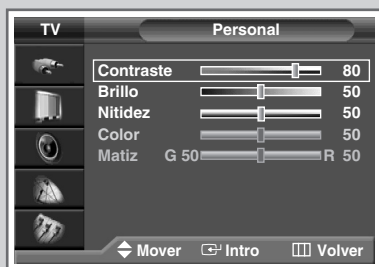 TV Personal
Contraste 80
Brillo 50
Nitidez 50
Color 50
Matiz G 50 R 50
Mover Intro Volver